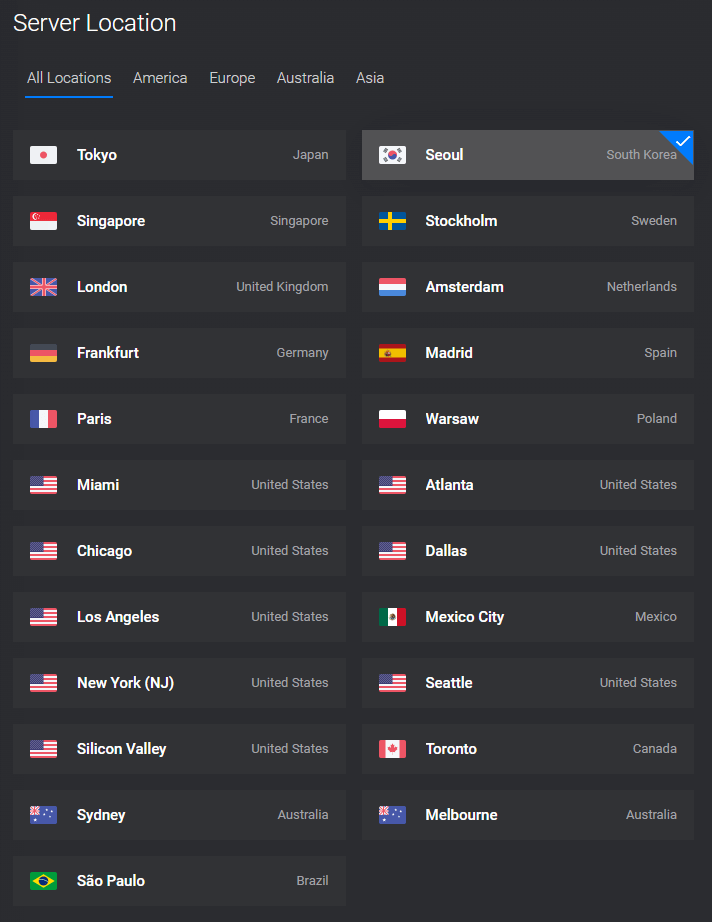 Server Location
All Locations America Europe Australia Asia
Tokyo Japan
Seoul South Korea
Singapore Singapore
Stockholm Sweden
London United Kingdom
Amsterdam Netherlands
Frankfurt Germany
Madrid Spain
Paris France
Warsaw Poland
Miami United States
Atlanta United States
Chicago United States
Dallas United States
Los Angeles United States
Mexico City Mexico
New York (NJ) United States
Seattle United States
Silicon Valley United States
Toronto Canada
Sydney Australia
Melbourne Australia
São Paulo Brazil